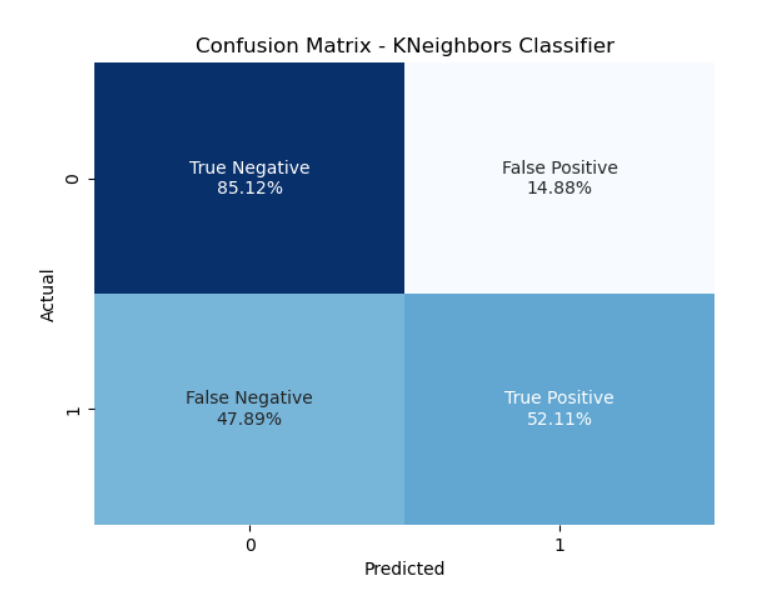 Confusion Matrix - KNeighbors Classifier
True Negative
85.12%
False Positive
14.88%
0
Actual
False Negative
47.89%
True Positive
52.11%
1
0
1
Predicted